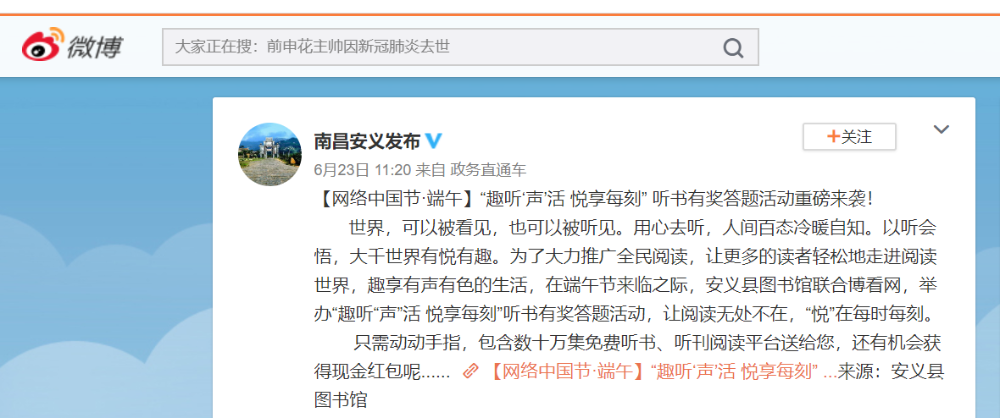 微博
大家正在搜：前申花主帅因新冠肺炎去世
南昌安义发布
+关注
6月23日 11:20 来自 政务直通车
【网络中国节·端午】“趣听‘声’活 悦享每刻” 听书有奖答题活动重磅来袭！
世界，可以被看见，也可以被听见。用心去听，人间百态冷暖自知。以听会
悟，大千世界有悦有趣。为了大力推广全民阅读，让更多的读者轻松地走进阅读
世界，趣享有声有色的生活，在端午节来临之际，安义县图书馆联合博看网，举
办“趣听“声”活 悦享每刻”听书有奖答题活动，让阅读无处不在，“悦”在每时每刻。
只需动动手指，包含数十万集免费听书、听刊阅读平台送给您，还有机会获
得现金红包呢...... 【网络中国节·端午】“趣听‘声’活 悦享每刻” ...来源：安义县
图书馆